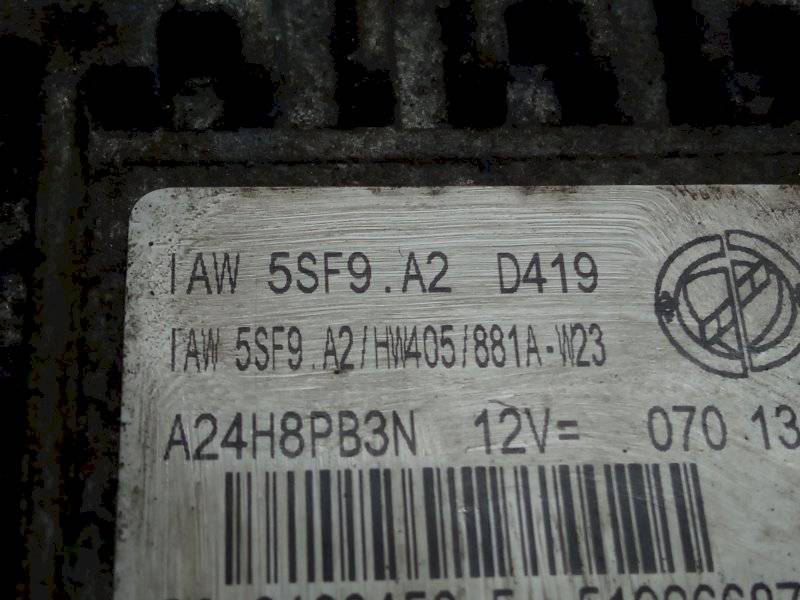 IAW 5SF9.A2 D419
IAW 5SF9.A2/HW405/881A-W23
A24H8PB3N 12V= 070 13